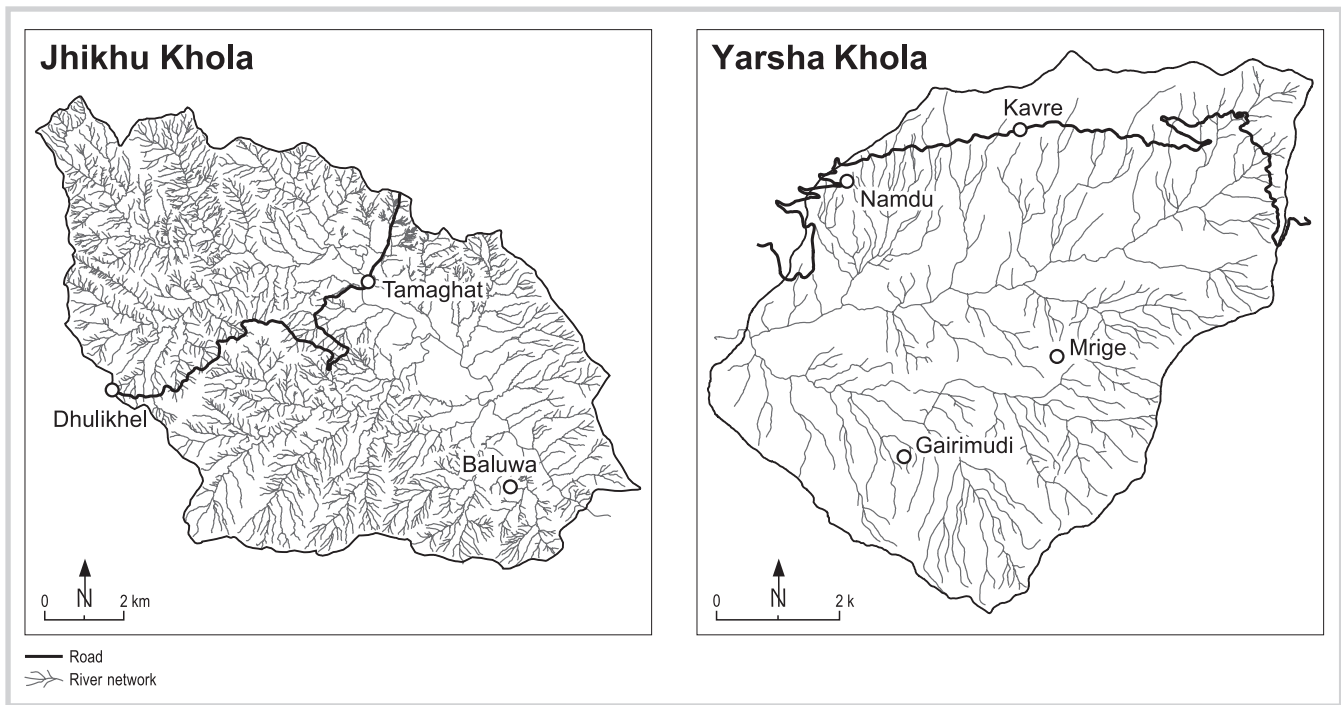 Jhikhu Khola
Tamaghat
Dhulikhel
Baluwa
N
0 2 km
Yarsha Khola
Kavre
Namdu
Mrige
Gairimudi
N
0 2 k
Road
River network